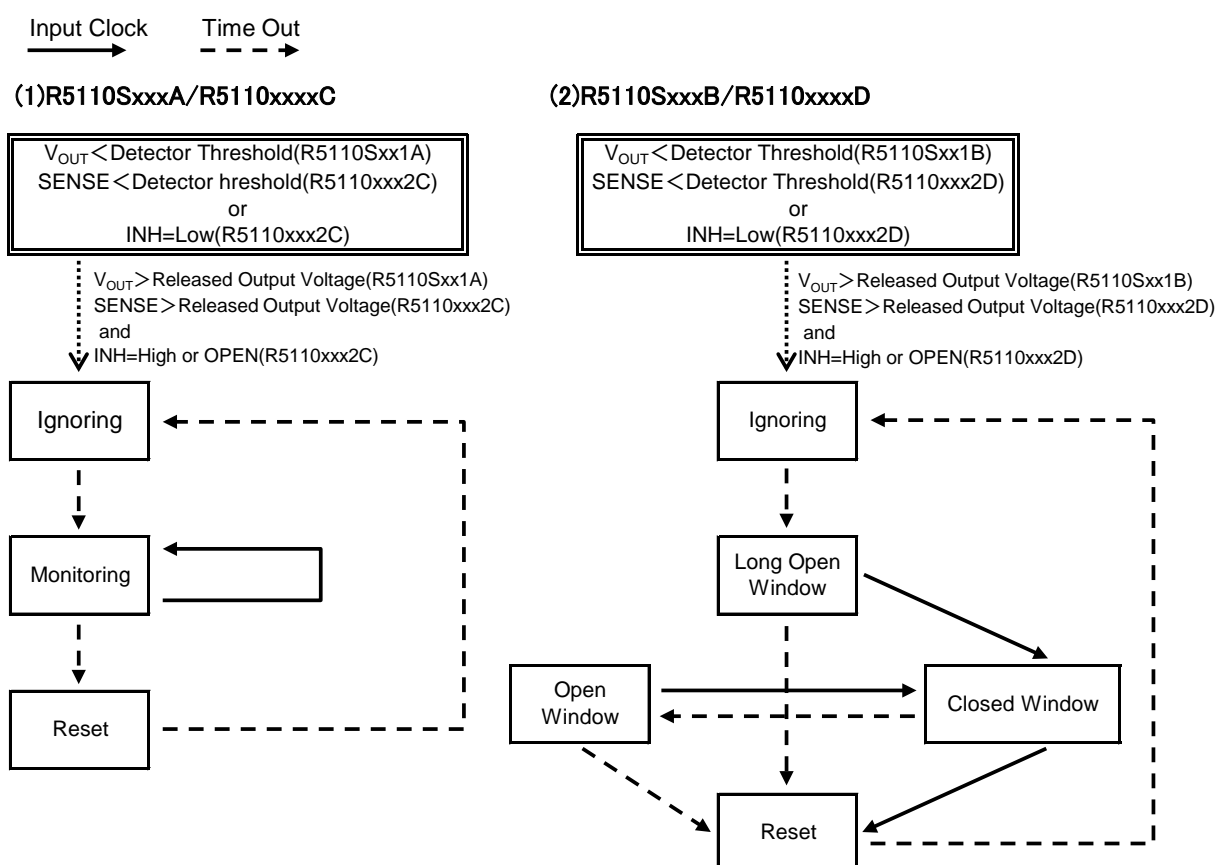 Input Clock
Time Out
(1)R5110SxxxA/R5110xxxxC
VOUT<Detector Threshold(R5110Sxx1A)
SENSE<Detector hreshold(R5110xxx2C)
or
INH=Low(R5110xxx2C)
VOUT>Released Output Voltage(R5110Sxx1A)
SENSE>Released Output Voltage(R5110xxx2C)
and
INH=High or OPEN(R5110xxx2C)
Ignoring
Monitoring
Reset
(2)R5110SxxxB/R5110xxxxD
VOUT<Detector Threshold(R5110Sxx1B)
SENSE<Detector Threshold(R5110xxx2D)
or
INH=Low(R5110xxx2D)
VOUT>Released Output Voltage(R5110Sxx1B)
SENSE>Released Output Voltage(R5110xxx2D)
and
INH=High or OPEN(R5110xxx2D)
Ignoring
Long Open
Window
Open
Window
Closed Window
Reset